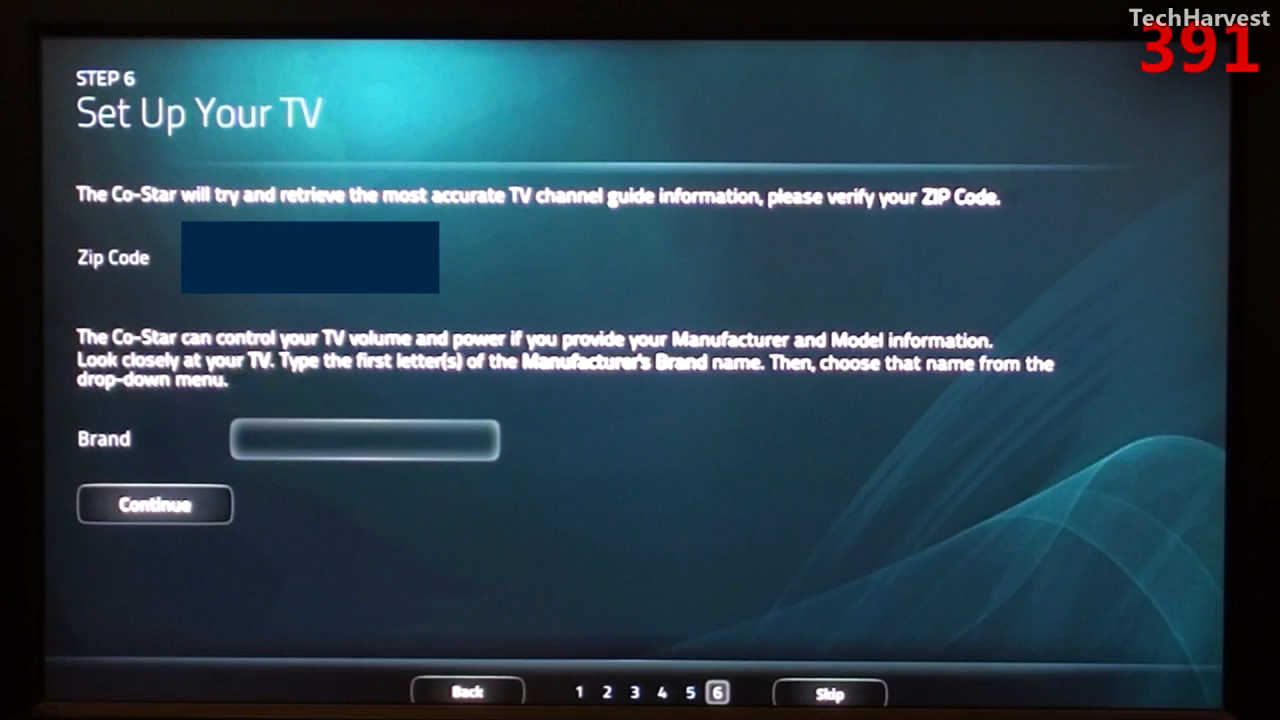 TechHarvest
391
STEP 6
Set Up Your TV
The Co-Star will try and retrieve the most accurate TV channel guide information, please verify your ZIP Code.
Zip Code
The Co-Star can control your TV volume and power if you provide your Manufacturer and Model information.
Look closely at your TV. Type the first letter(s) of the Manufacturer's Brand name. Then, choose that name from the
drop-down menu.
Brand
Continue
Back 1 2 3 4 5 6 Skip